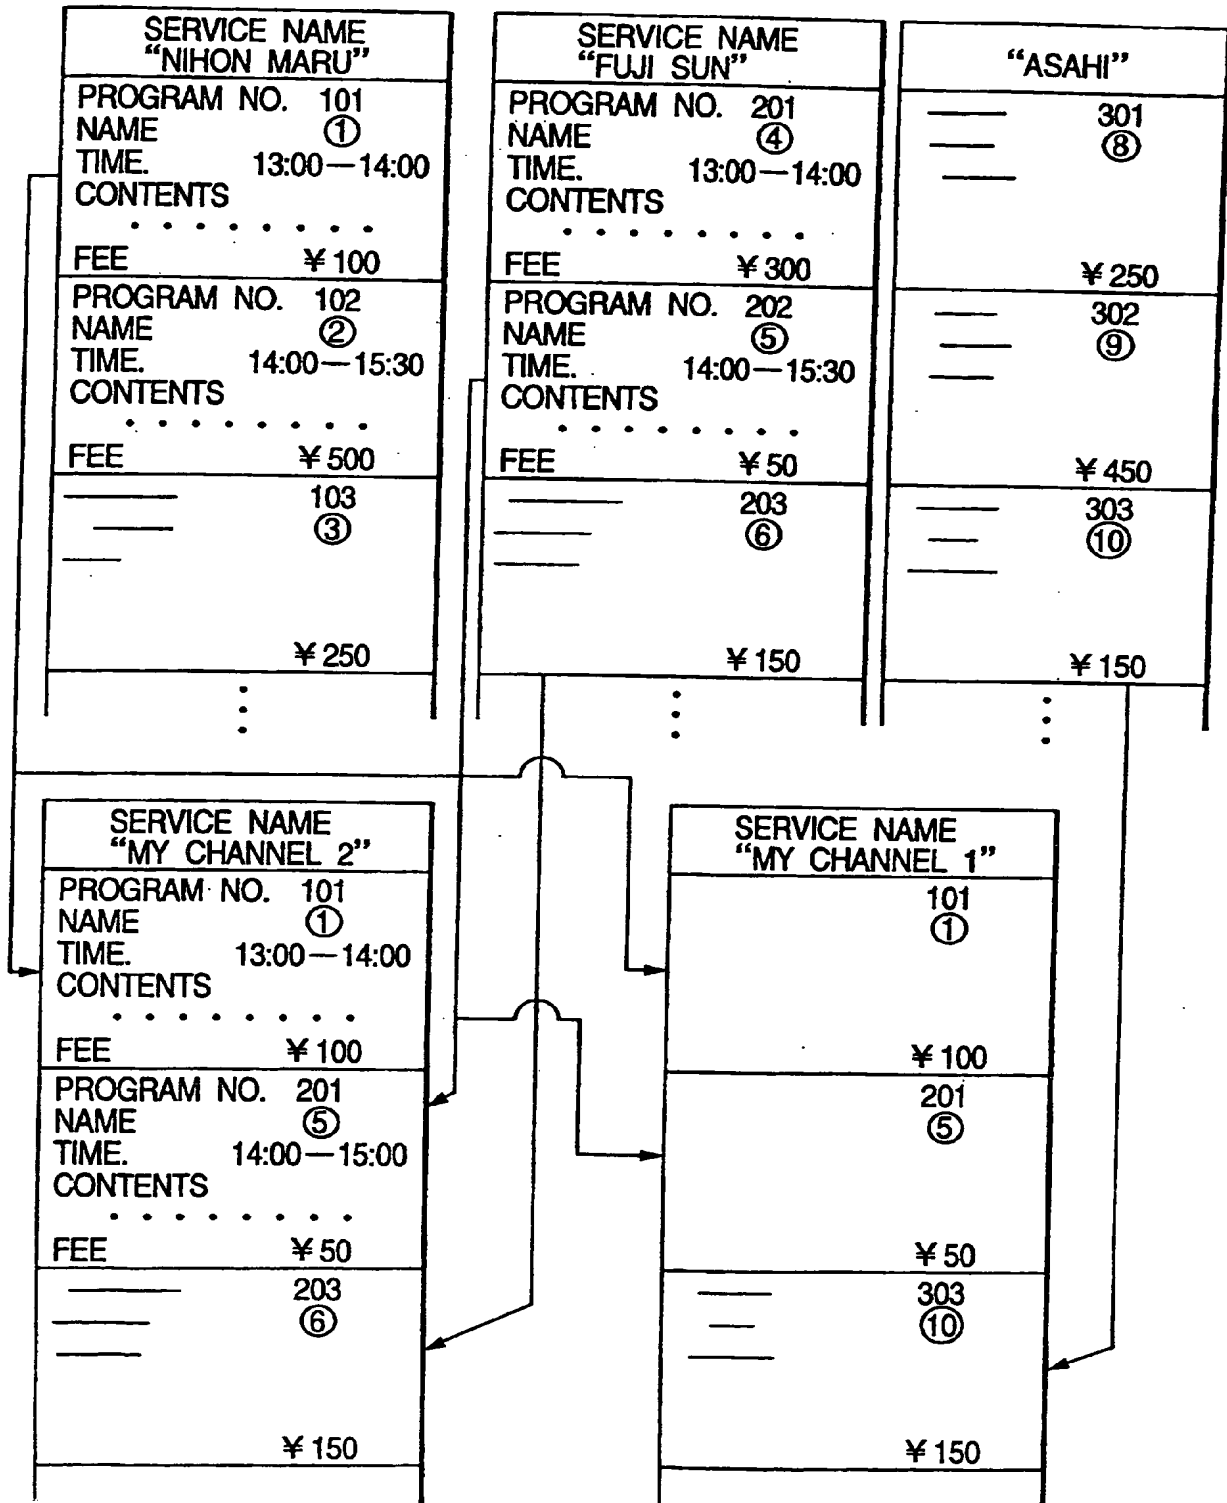 SERVICE NAME
“NIHON MARU”
PROGRAM NO. 101
NAME ①
TIME. 13:00—14:00
CONTENTS
. . . . . . . .
FEE ¥100
PROGRAM NO. 102
NAME ②
TIME. 14:00—15:30
CONTENTS
. . . . . . . .
FEE ¥500
103
③
¥250
SERVICE NAME
“FUJI SUN”
PROGRAM NO. 201
NAME ④
TIME. 13:00—14:00
CONTENTS
. . . . . . . .
FEE ¥300
PROGRAM NO. 202
NAME ⑤
TIME. 14:00—15:30
CONTENTS
. . . . . . . .
FEE ¥50
203
⑥
¥150
“ASAHI”
301
⑧
¥250
302
⑨
¥450
303
⑩
¥150
SERVICE NAME
“MY CHANNEL 2”
PROGRAM NO. 101
NAME ①
TIME. 13:00—14:00
CONTENTS
. . . . . . . .
FEE ¥100
PROGRAM NO. 201
NAME ⑤
TIME. 14:00—15:00
CONTENTS
. . . . . . . .
FEE ¥50
203
⑥
¥150
SERVICE NAME
“MY CHANNEL 1”
101
①
¥100
201
⑤
¥50
303
⑩
¥150